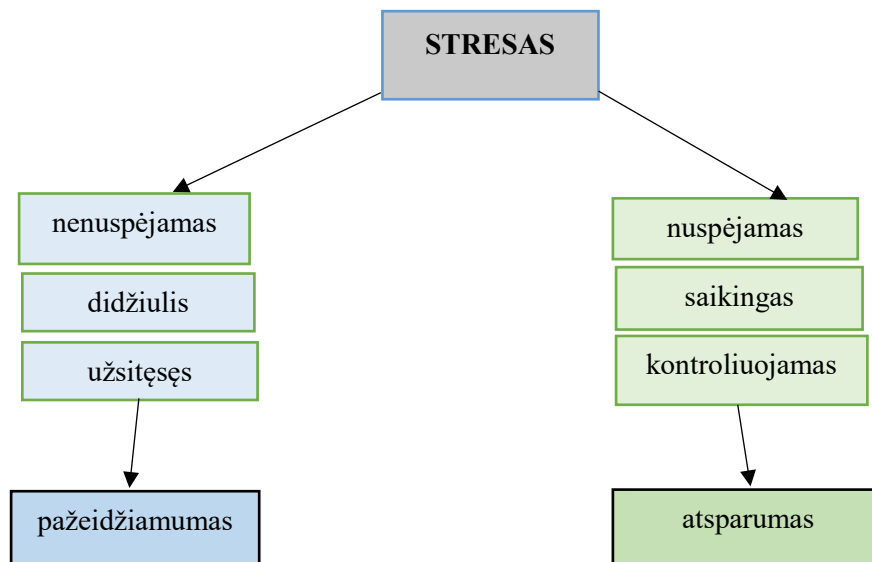 STRESAS
nenuspėjamas
didžiulis
užsitęsęs
pažeidžiamumas
nuspėjamas
saikingas
kontroliuojamas
atsparumas